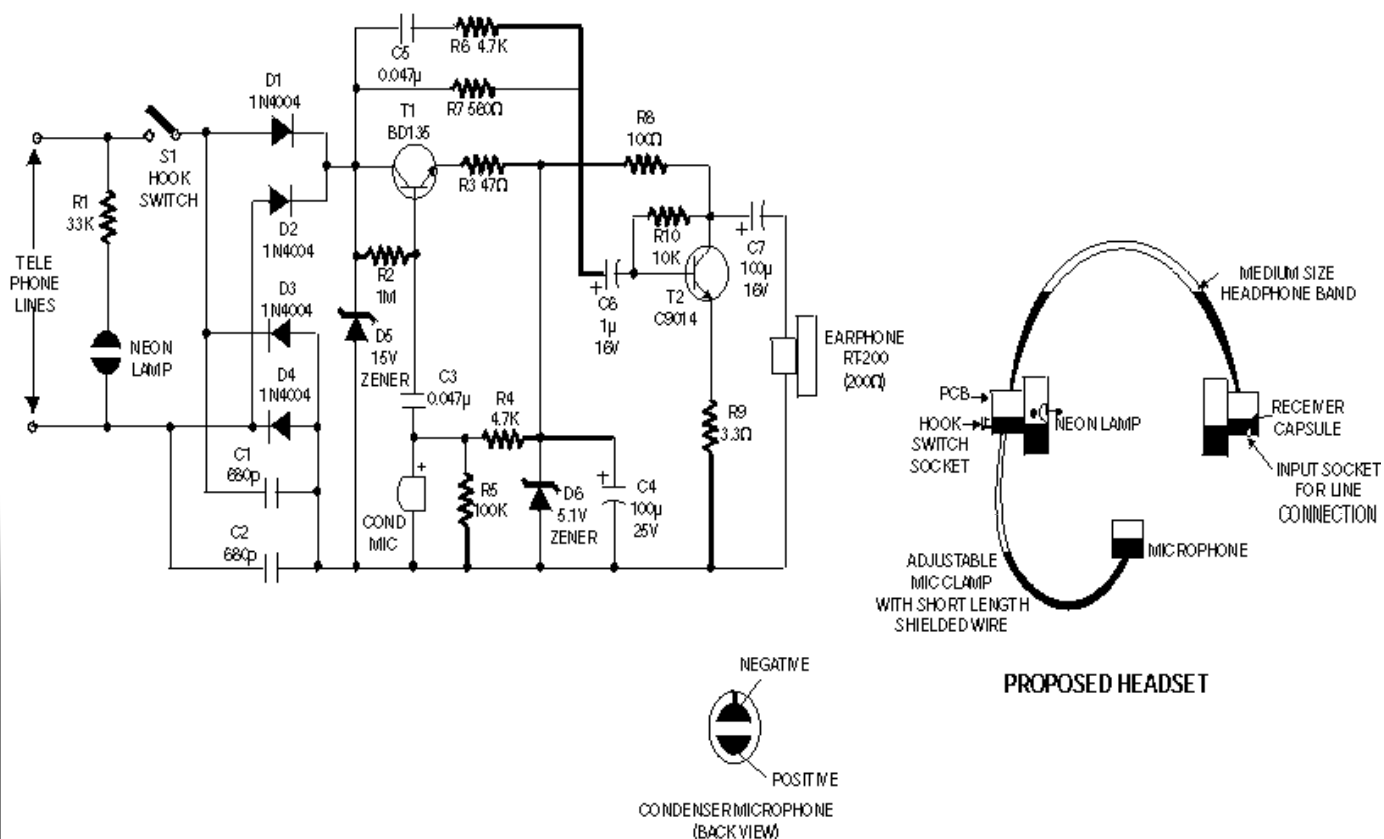 C5
0.047µ
R6 4.7K
D1
1N4004
T1
BD135
R7 560Ω
R8
100Ω
S1
HOOK
SWITCH
R3 47Ω
R1
33K
D2
1N4004
R10
10K
C7
100µ
16V
TELE
PHONE
LINES
R2
1M
C6
1µ
16V
T2
C9014
MEDIUM SIZE
HEADPHONE BAND
D3
1N4004
D5
15V
ZENER
NEON
LAMP
EARPHONE
RT-200
(200Ω)
D4
1N4004
C3
0.047µ
R4
4.7K
R9
3.3Ω
PCB
HOOK
SWITCH
SOCKET
NEON LAMP
RECEIVER
CAPSULE
INPUT SOCKET
FOR LINE
CONNECTION
C1
680p
COND
MIC
R5
100K
D6
5.1V
ZENER
C4
100µ
25V
C2
680p
MICROPHONE
ADJUSTABLE
MIC CLAMP
WITH SHORT LENGTH
SHIELDED WIRE
PROPOSED HEADSET
NEGATIVE
POSITIVE
CONDENSER MICROPHONE
(BACK VIEW)